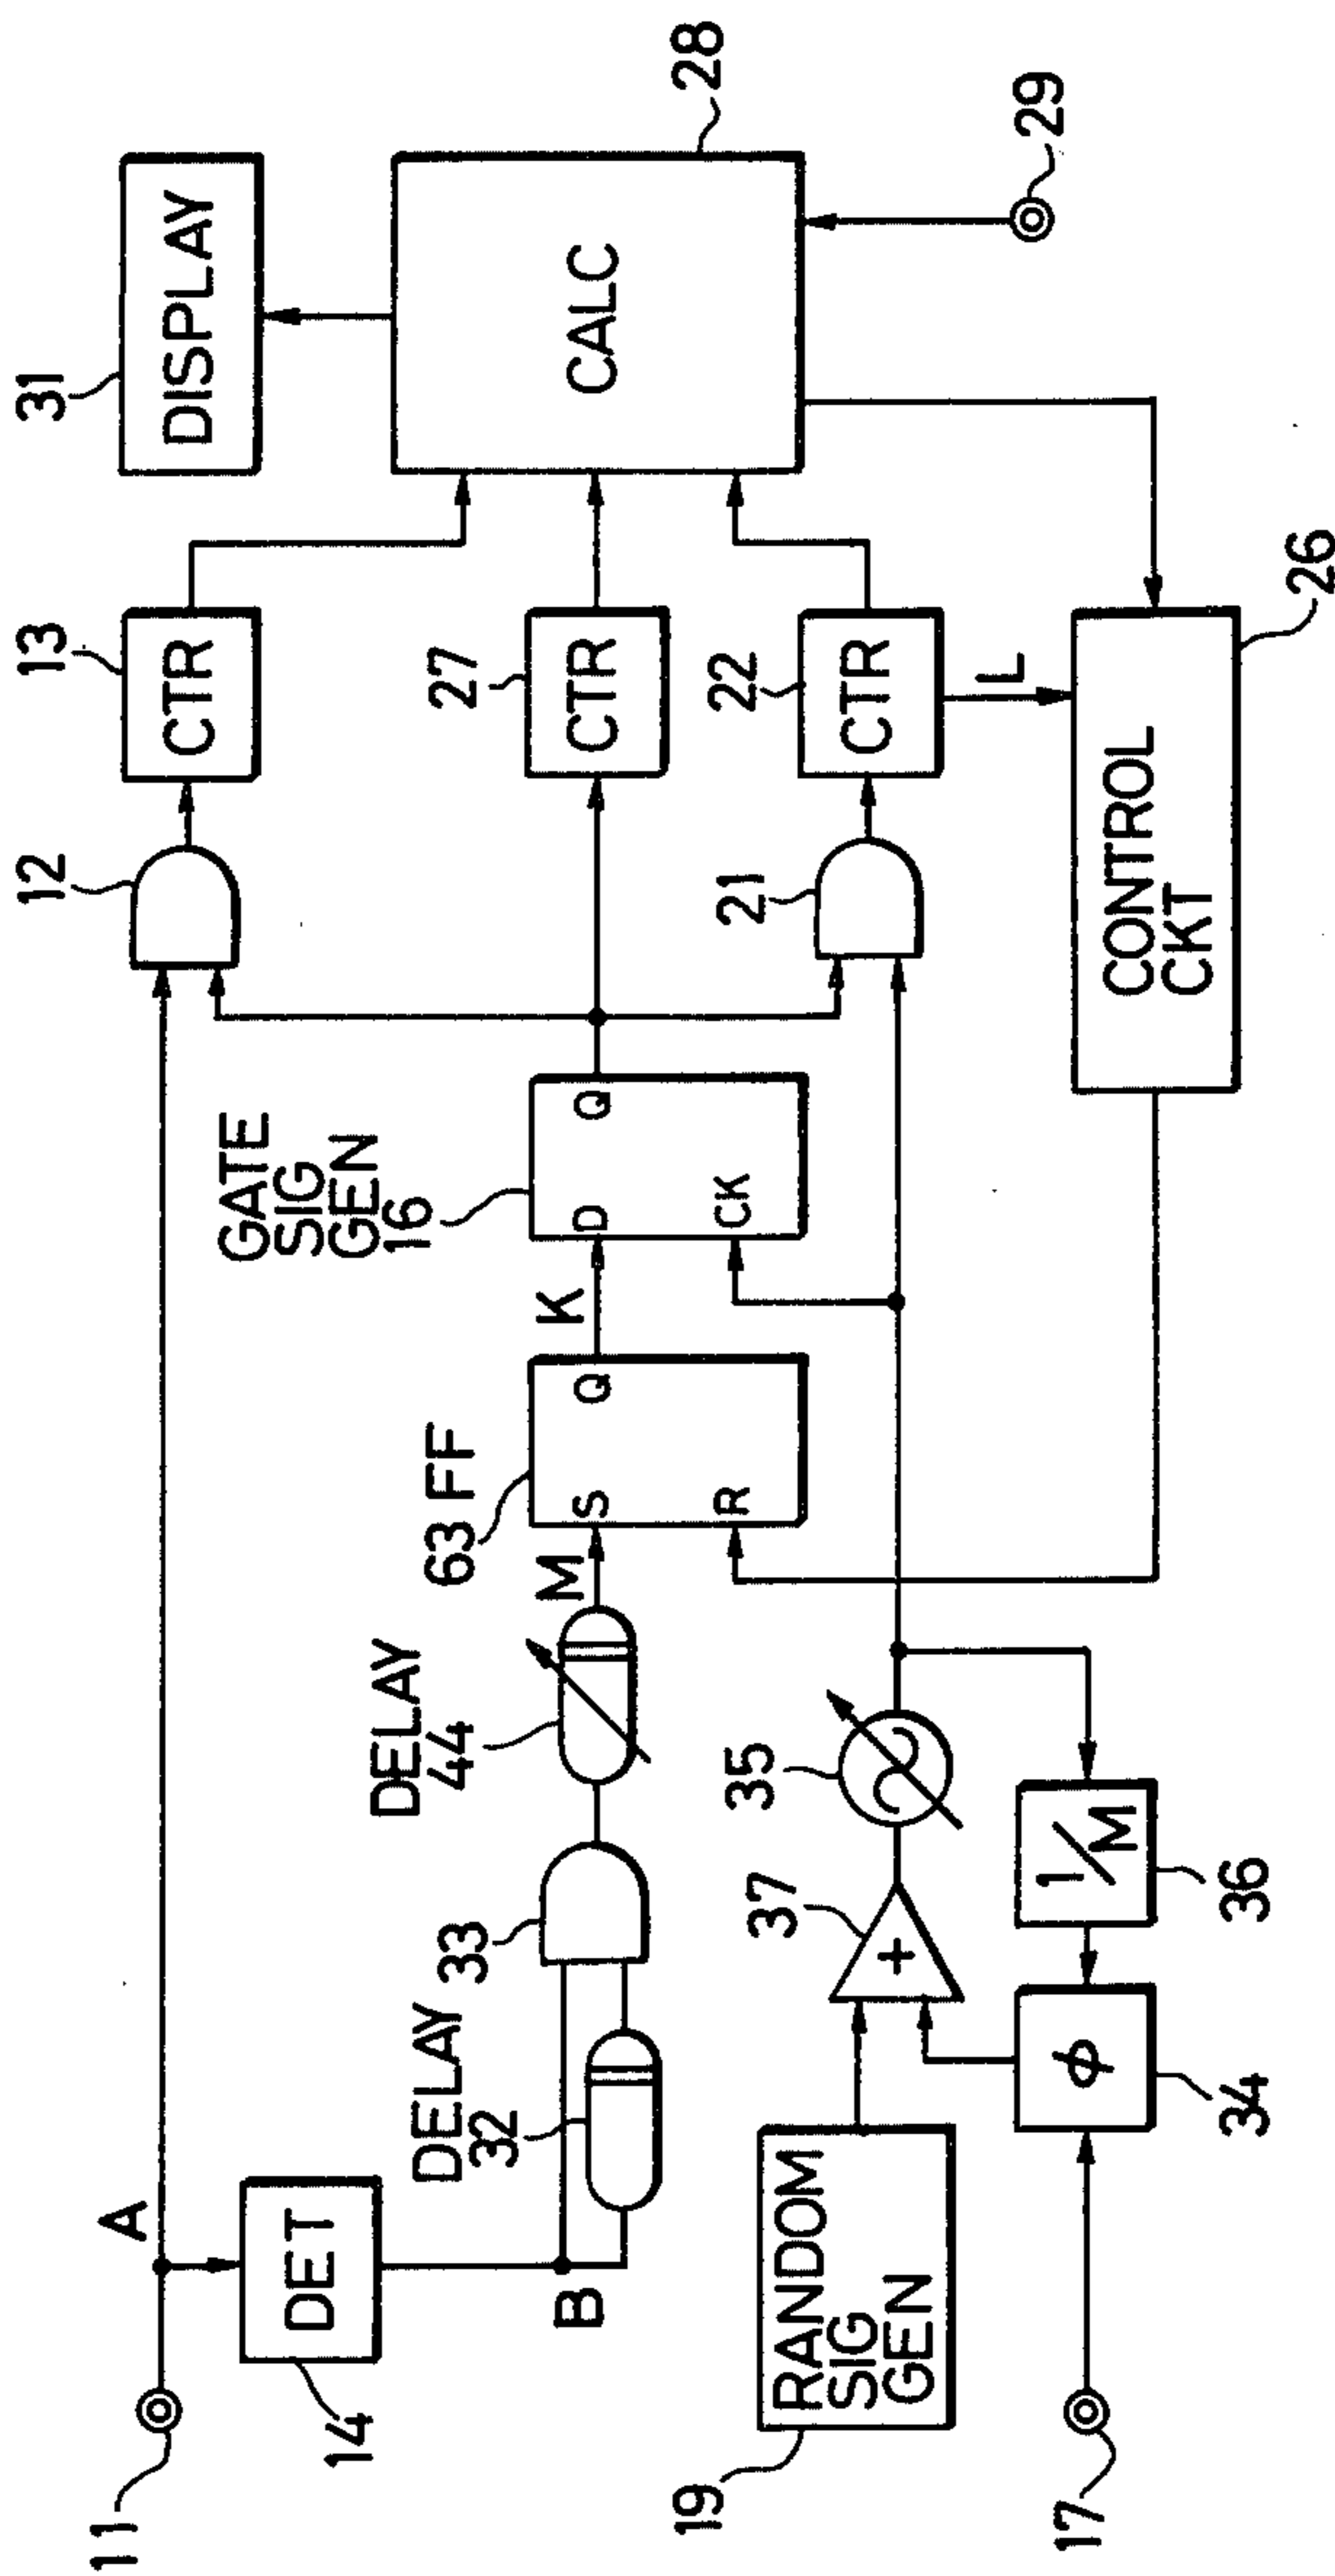 11
A
14
DET
B
DELAY
32
33
DELAY
44
M
63 FF
S
Q
R
K
GATE
SIG
GEN
16
D
Q
CK
12
13
CTR
27
CTR
21
22
CTR
L
31
DISPLAY
28
CALC
29
26
CONTROL
CKT
19
RANDOM
SIG
GEN
37
+
35
17
34
ϕ
36
1/M